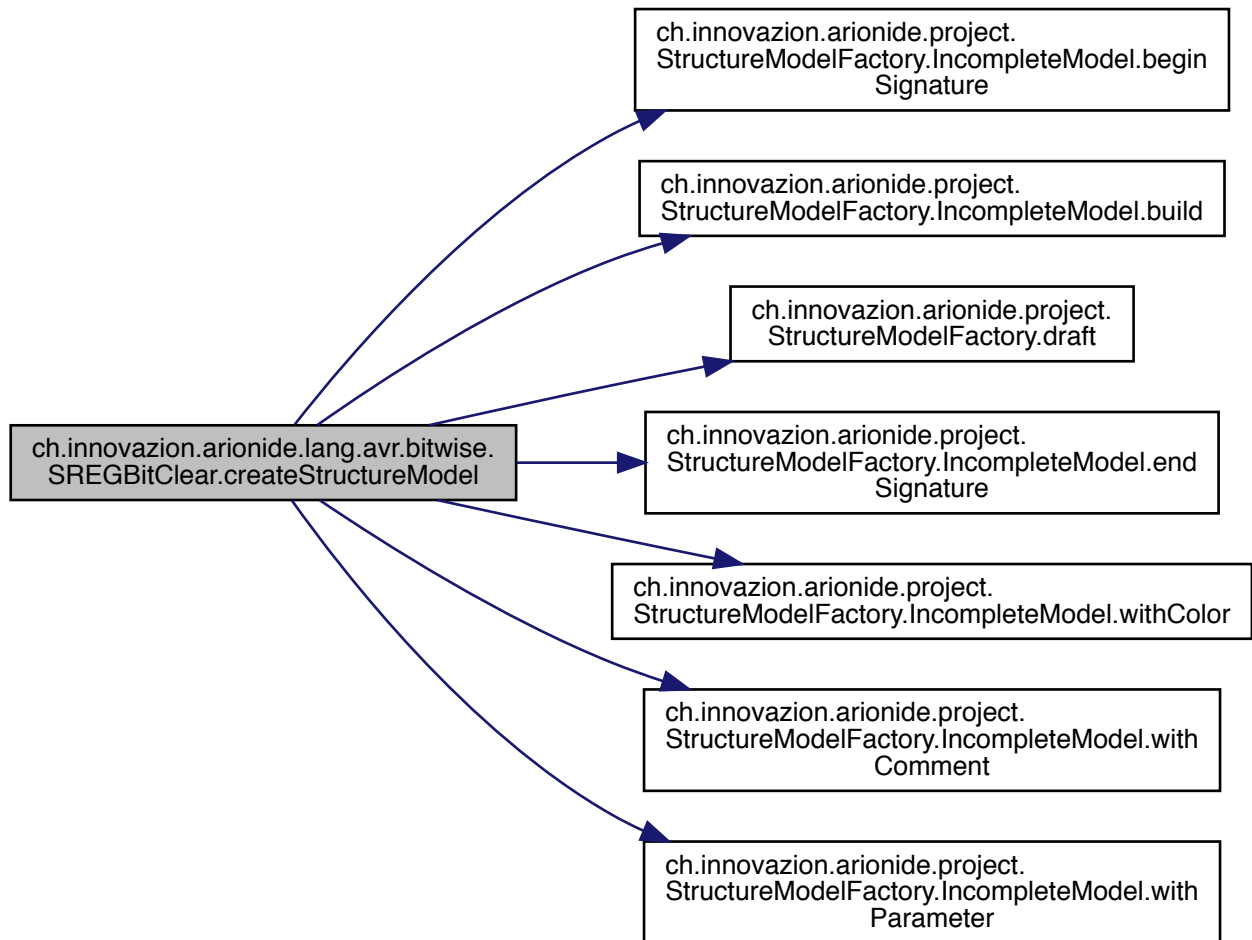 ch.innovazion.arionide.project.
StructureModelFactory.IncompleteModel.begin
Signature
ch.innovazion.arionide.project.
StructureModelFactory.IncompleteModel.build
ch.innovazion.arionide.project.
StructureModelFactory.draft
ch.innovazion.arionide.lang.avr.bitwise.
SREGBitClear.createStructureModel
ch.innovazion.arionide.project.
StructureModelFactory.IncompleteModel.end
Signature
ch.innovazion.arionide.project.
StructureModelFactory.IncompleteModel.withColor
ch.innovazion.arionide.project.
StructureModelFactory.IncompleteModel.with
Comment
ch.innovazion.arionide.project.
StructureModelFactory.IncompleteModel.with
Parameter